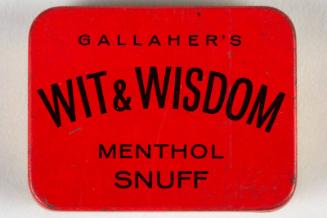 GALLAHER'S
WIT & WISDOM
MENTHOL
SNUFF